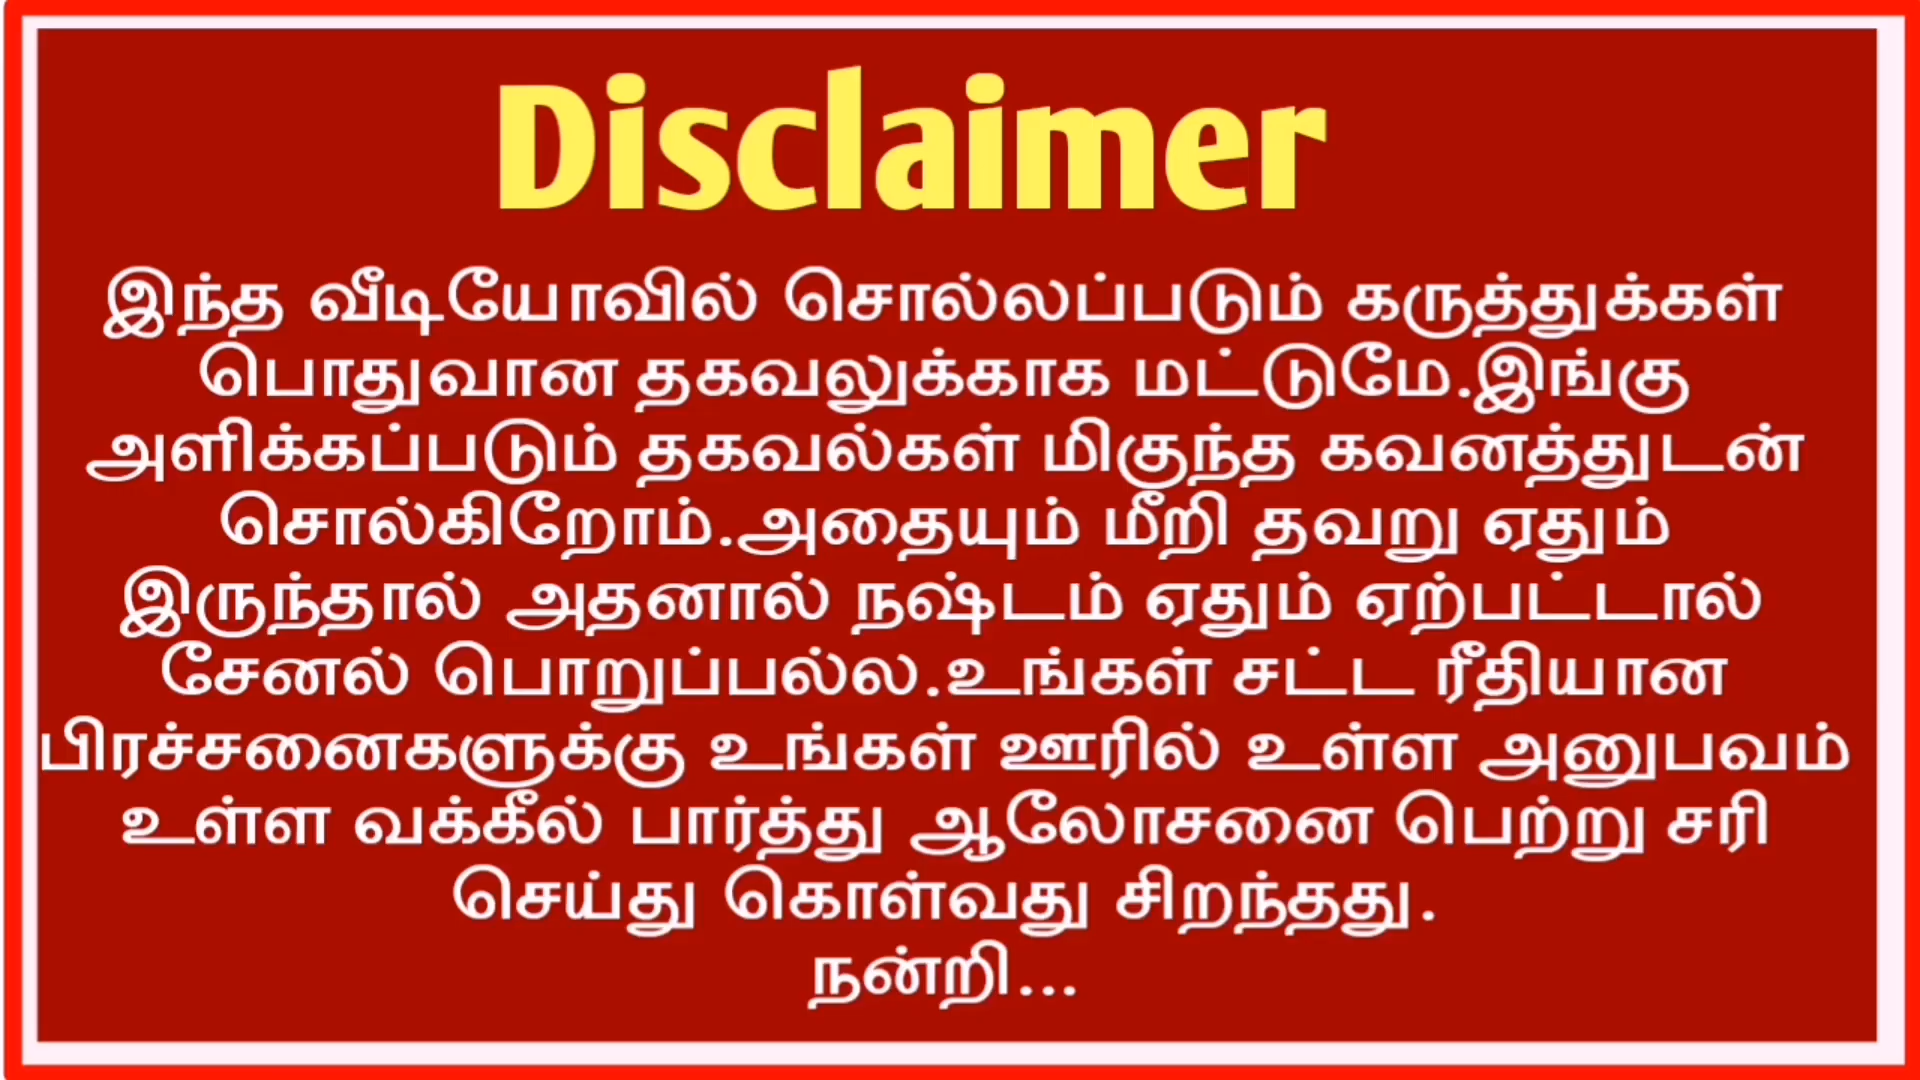 Disclaimer
இந்த வீடியோவில் சொல்லப்படும் கருத்துக்கள்
பொதுவான தகவலுக்காக மட்டுமே.இங்கு
அளிக்கப்படும் தகவல்கள் மிகுந்த கவனத்துடன்
சொல்கிறோம்.அதையும் மீறி தவறு ஏதும்
இருந்தால் அதனால் நஷ்டம் ஏதும் ஏற்பட்டால்
சேனல் பொறுப்பல்ல.உங்கள் சட்ட ரீதியான
பிரச்சனைகளுக்கு உங்கள் ஊரில் உள்ள அனுபவம்
உள்ள வக்கீல் பார்த்து ஆலோசனை பெற்று சரி
செய்து கொள்வது சிறந்தது.
நன்றி...